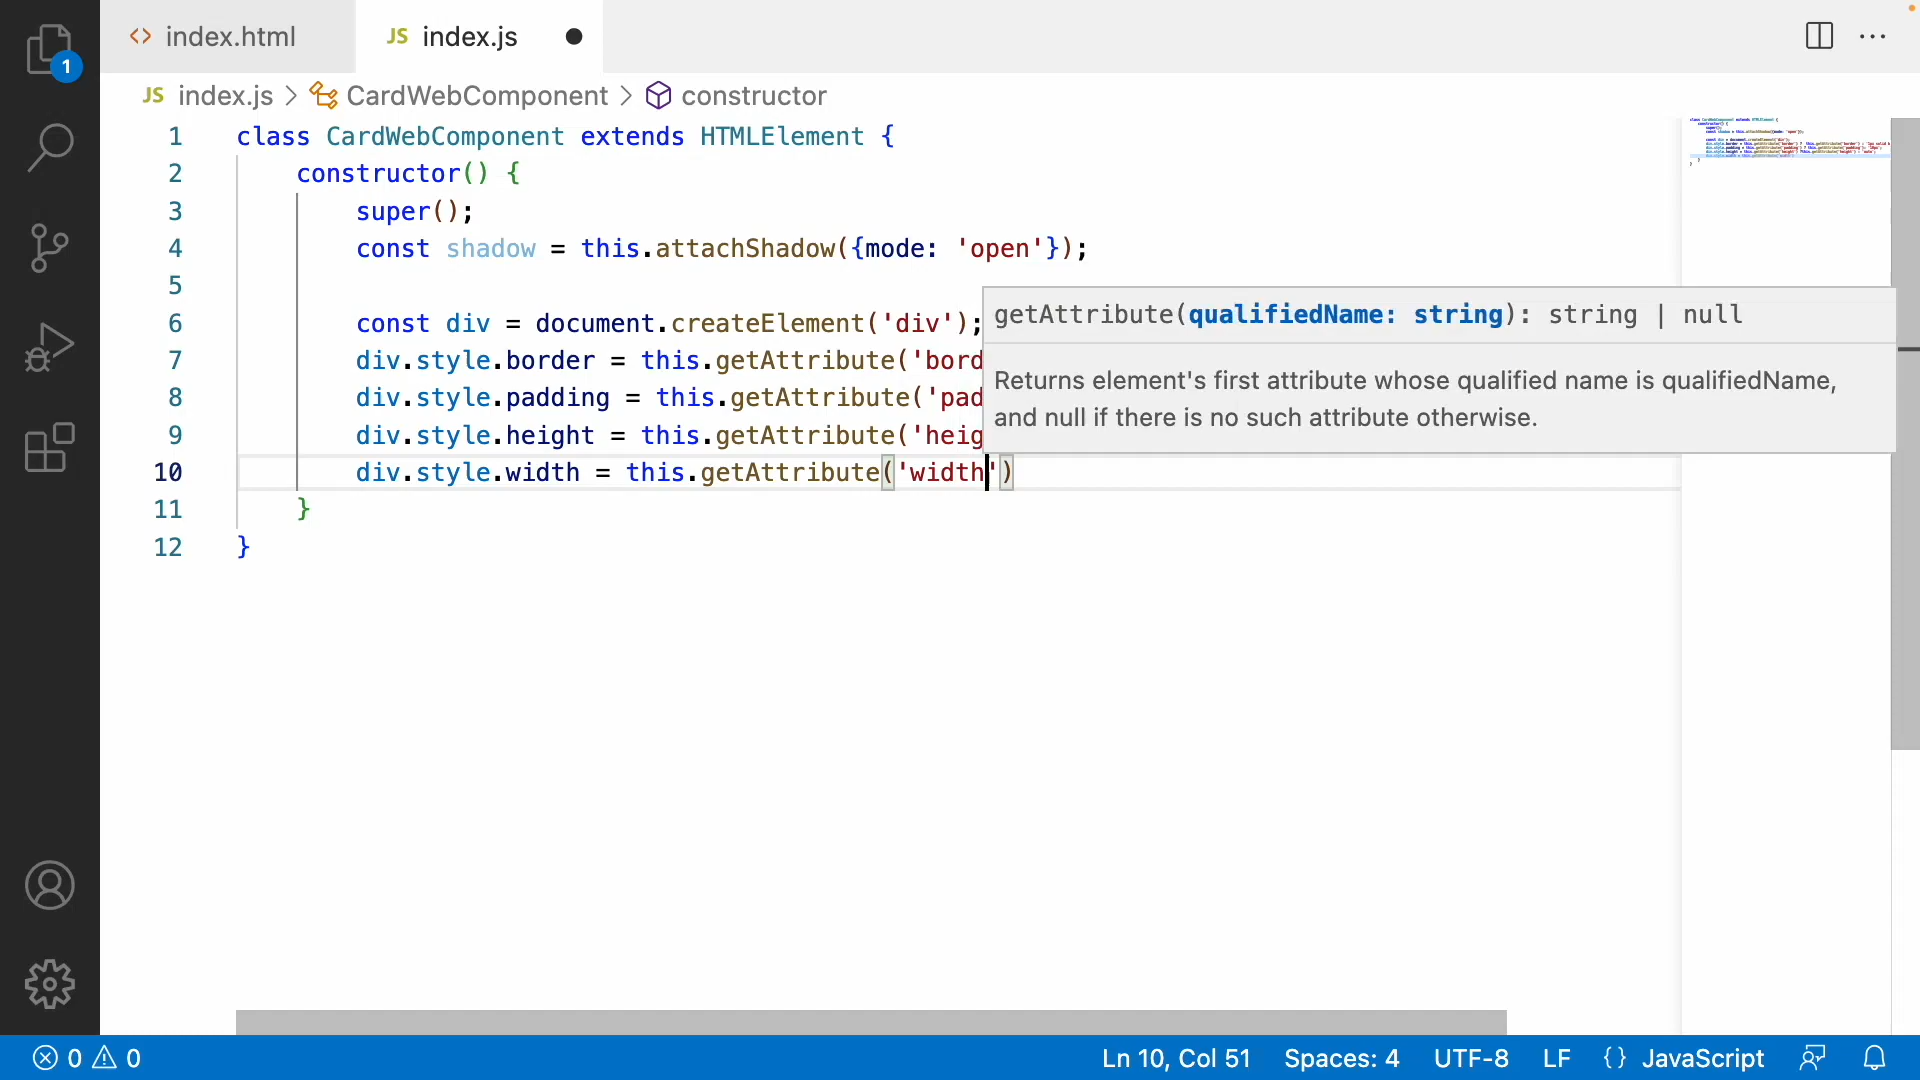 index.html
JS index.js
1
JS index.js > CardWebComponent > constructor
1 class CardWebComponent extends HTMLElement {
2 constructor() {
3 super();
4 const shadow = this.attachShadow({mode: 'open'});
5
6 const div = document.createElement('div');
7 div.style.border = this.getAttribute('bord
8 div.style.padding = this.getAttribute('pad
9 div.style.height = this.getAttribute('heig
10 div.style.width = this.getAttribute('width')
11 }
12 }
getAttribute(qualifiedName: string): string | null
Returns element's first attribute whose qualified name is qualifiedName,
and null if there is no such attribute otherwise.
0 0
Ln 10, Col 51 Spaces: 4 UTF-8 LF {} JavaScript